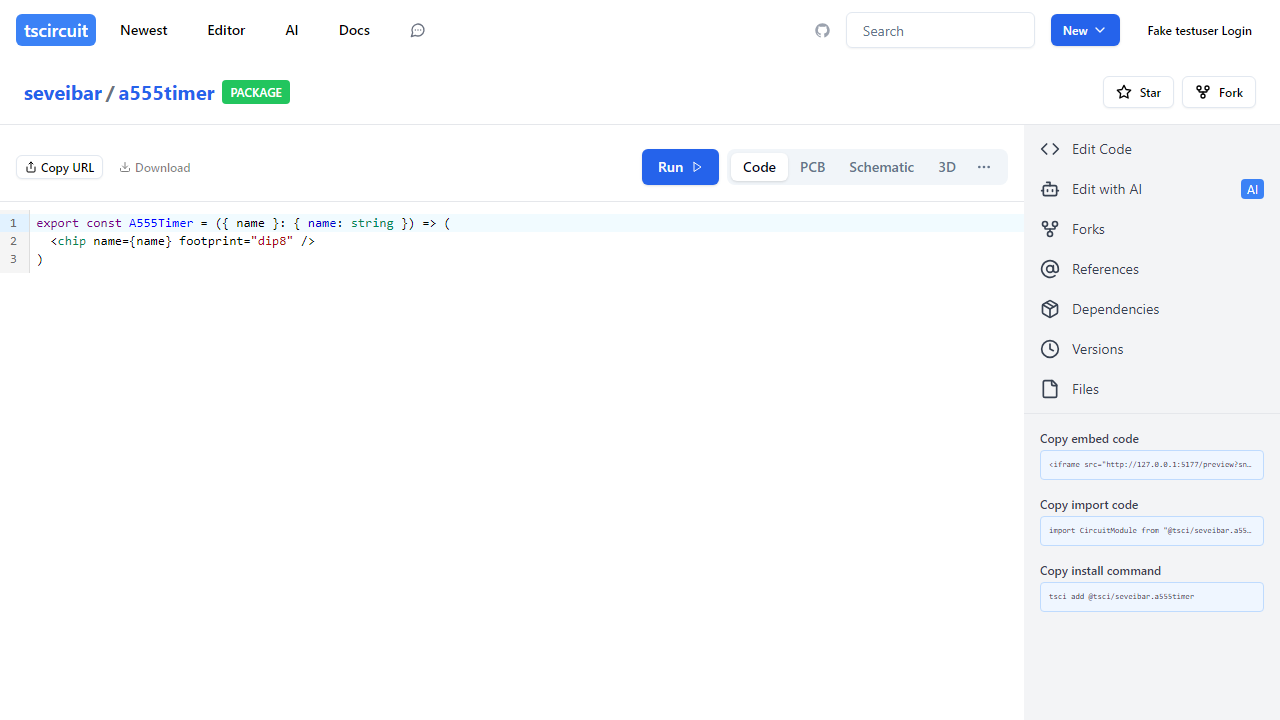 tscircuit Newest Editor AI Docs Search New Fake testuser Login
seveibar / a555timer PACKAGE Star Fork
Copy URL Download Run Code PCB Schematic 3D ···
1 export const A555Timer = ({ name }: { name: string }) => (
2 <chip name={name} footprint="dip8" />
3 )
Edit Code
Edit with AI AI
Forks
References
Dependencies
Versions
Files
Copy embed code
<iframe src="http://127.0.0.1:5177/preview?sn…
Copy import code
import CircuitModule from "@tsci/seveibar.a55…
Copy install command
tsci add @tsci/seveibar.a555timer